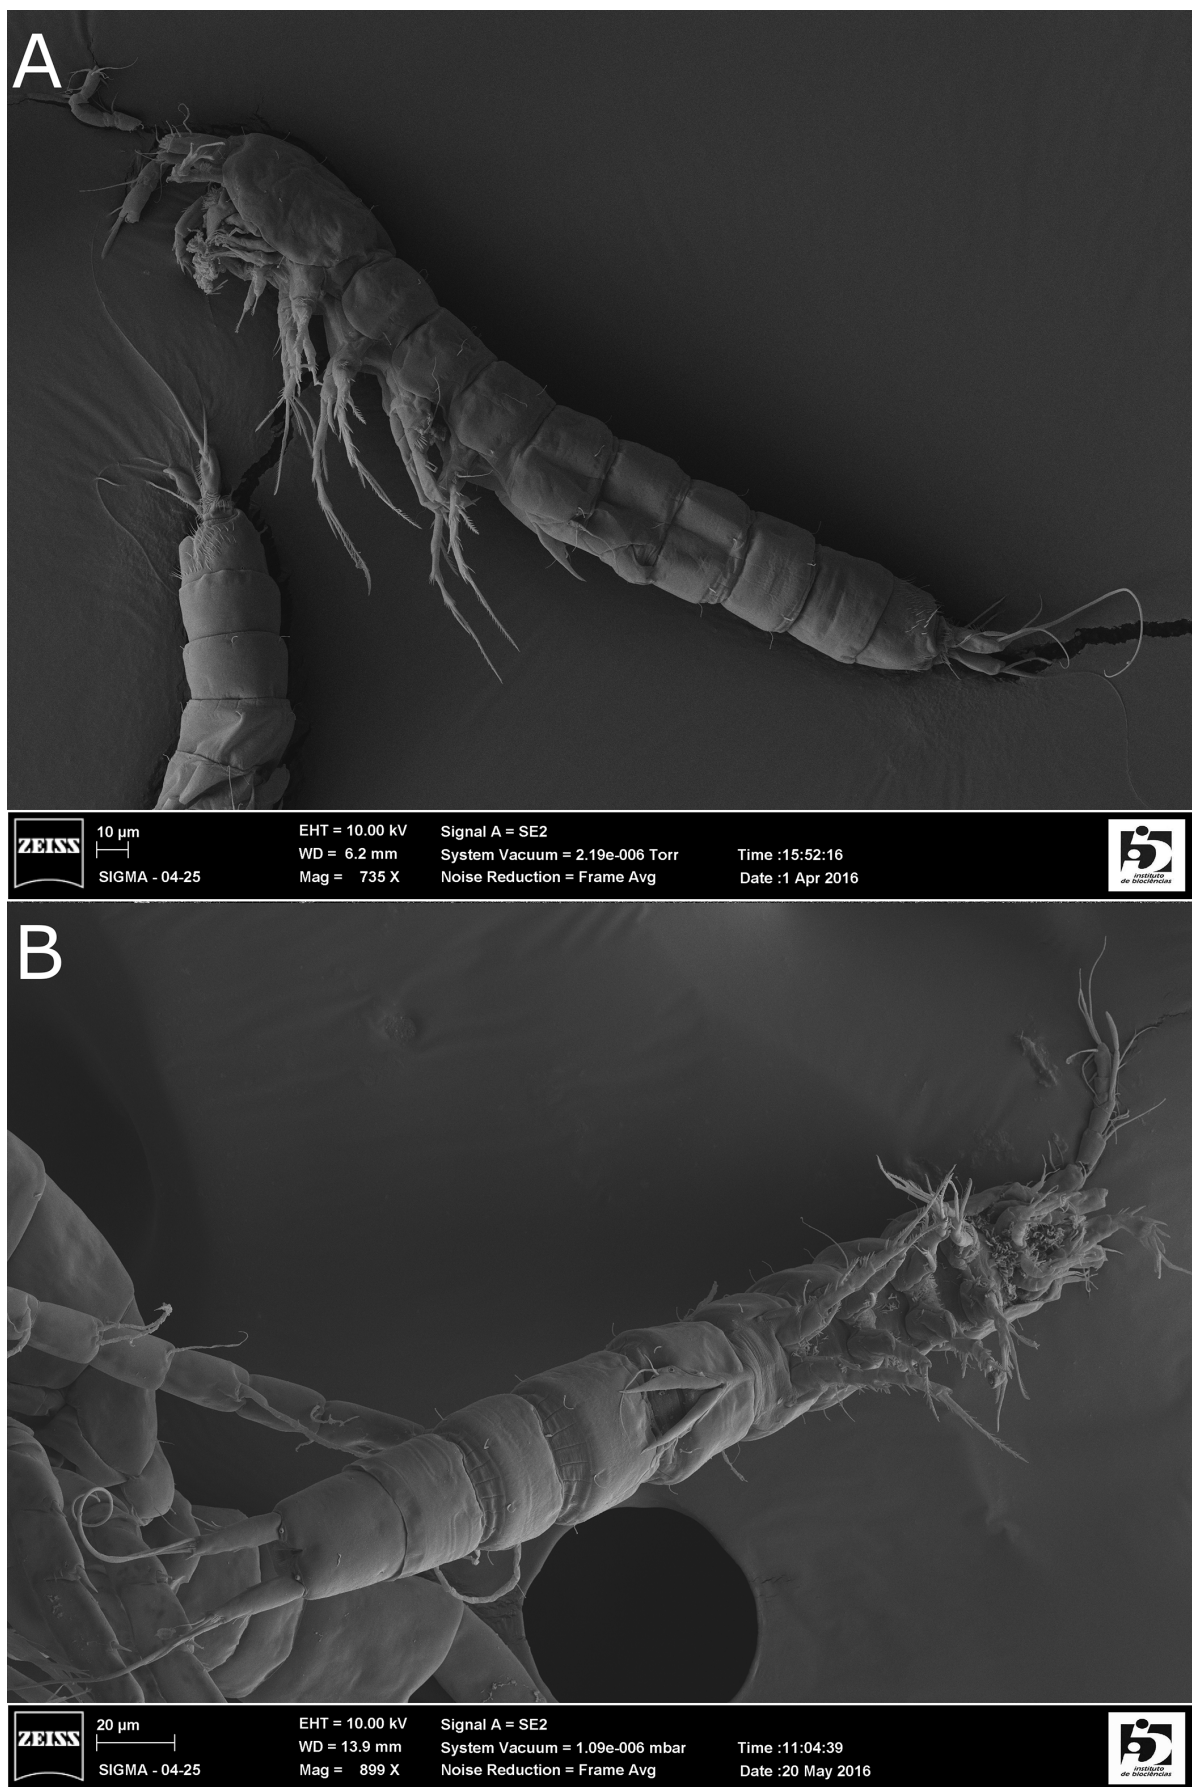 A
ZEISS
10 µm
SIGMA - 04-25
EHT = 10.00 kV
WD = 6.2 mm
Mag = 735 X
Signal A = SE2
System Vacuum = 2.19e-006 Torr
Noise Reduction = Frame Avg
Time :15:52:16
Date :1 Apr 2016
instituto
de biociências
B
ZEISS
20 µm
SIGMA - 04-25
EHT = 10.00 kV
WD = 13.9 mm
Mag = 899 X
Signal A = SE2
System Vacuum = 1.09e-006 mbar
Noise Reduction = Frame Avg
Time :11:04:39
Date :20 May 2016
instituto
de biociências